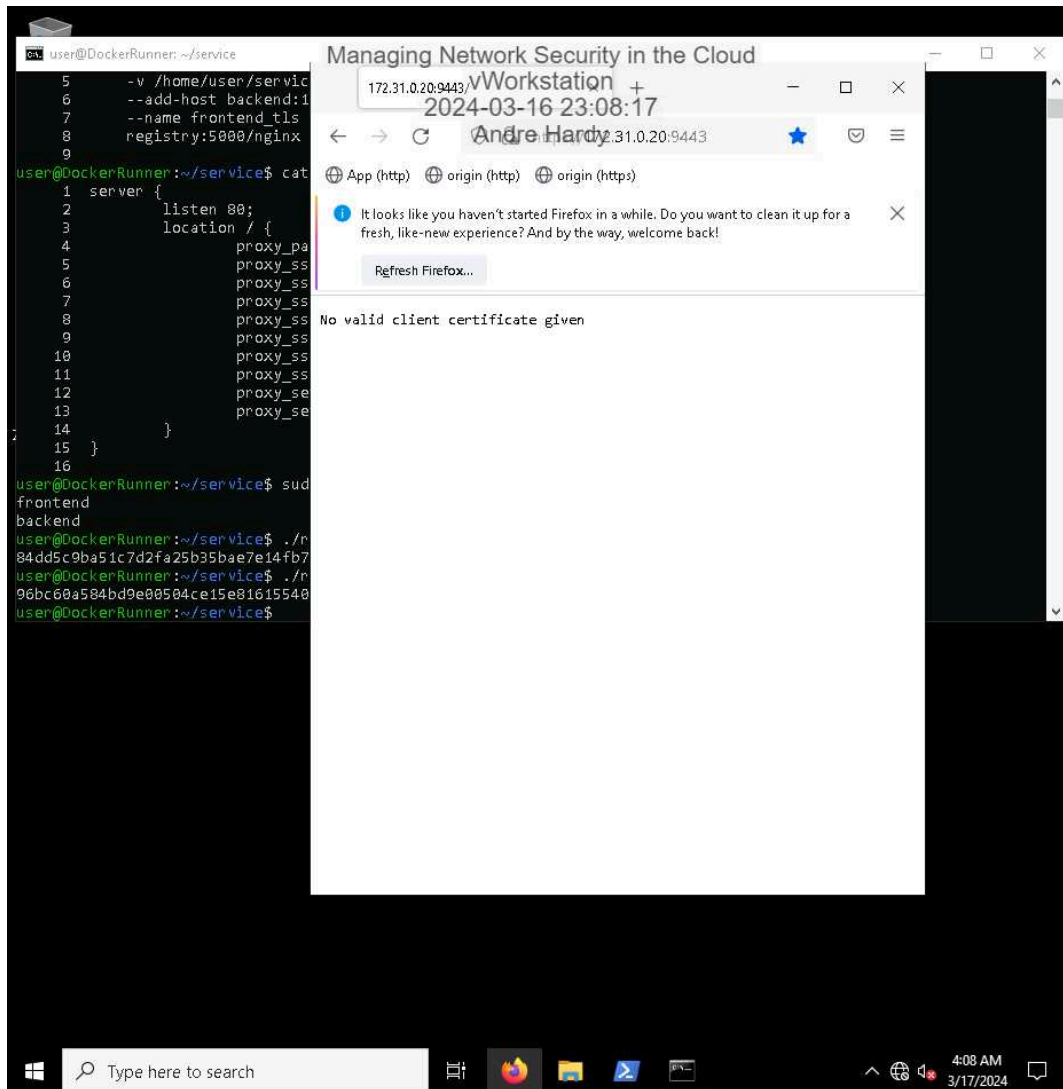 user@DockerRunner: ~/service
5 -v /home/user/servic
6 --add-host backend:1
7 --name frontend_tls
8 registry:5000/nginx
9
user@DockerRunner:~/service$ cat
1 server {
2 listen 80;
3 location / {
4 proxy_pa
5 proxy_ss
6 proxy_ss
7 proxy_ss
8 proxy_ss
9 proxy_ss
10 proxy_ss
11 proxy_ss
12 proxy_se
13 proxy_se
14 }
15 }
16
user@DockerRunner:~/service$ sud
frontend
backend
user@DockerRunner:~/service$ ./r
84dd5c9ba51c7d2fa25b35bae7e14fb7
user@DockerRunner:~/service$ ./r
96bc60a584bd9e00504ce15e81615540
user@DockerRunner:~/service$
Managing Network Security in the Cloud
vWorkstation
2024-03-16 23:08:17
Andre Hardy
172.31.0.20:9443/
.31.0.20:9443
App (http) origin (http) origin (https)
It looks like you haven't started Firefox in a while. Do you want to clean it up for a
fresh, like-new experience? And by the way, welcome back!
Refresh Firefox...
No valid client certificate given
Type here to search
4:08 AM
3/17/2024